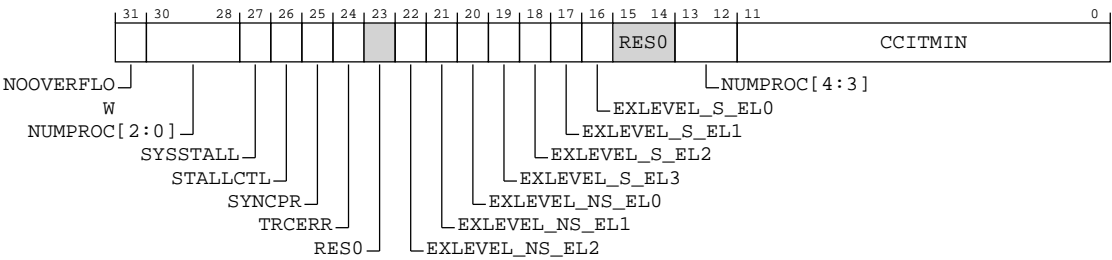 31 30 28 27 26 25 24 23 22 21 20 19 18 17 16 15 14 13 12 11 0
RES0 CCITMIN
NOOVERFLO NUMPROC[4:3]
W EXLEVEL_S_EL0
NUMPROC[2:0] EXLEVEL_S_EL1
SYSSTALL EXLEVEL_S_EL2
STALLCTL EXLEVEL_S_EL3
SYNCPR EXLEVEL_NS_EL0
TRCERR EXLEVEL_NS_EL1
RES0 EXLEVEL_NS_EL2